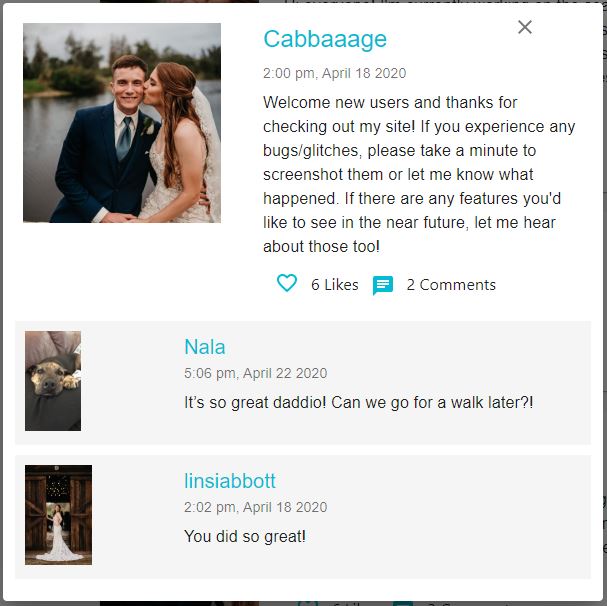 Cabbaaage
2:00 pm, April 18 2020
Welcome new users and thanks for
checking out my site! If you experience any
bugs/glitches, please take a minute to
screenshot them or let me know what
happened. If there are any features you'd
like to see in the near future, let me hear
about those too!
6 Likes 2 Comments
Nala
5:06 pm, April 22 2020
It's so great daddio! Can we go for a walk later?!
linsiabbott
2:02 pm, April 18 2020
You did so great!